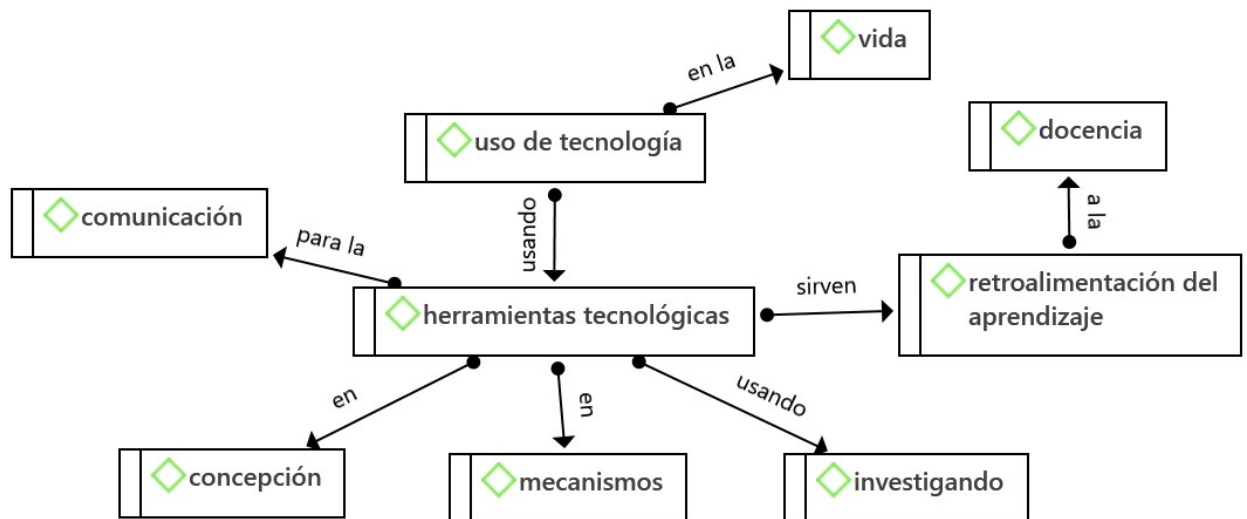 vida
en la
uso de tecnología
docencia
a la
comunicación
para la
usando
herramientas tecnológicas
sirven
retroalimentación del
aprendizaje
en
en
usando
concepción
mecanismos
investigando